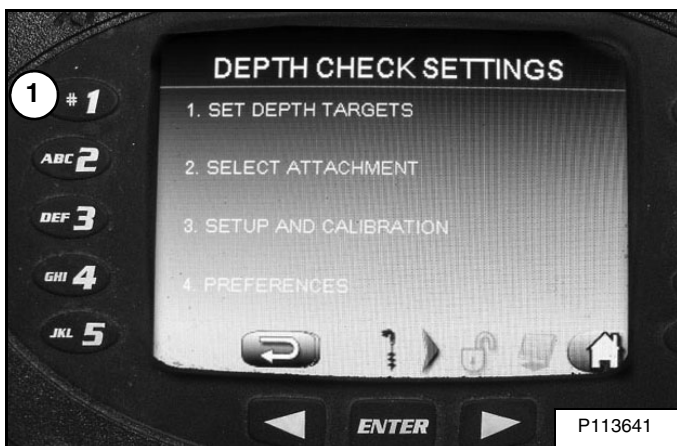 DEPTH CHECK SETTINGS
1
# 1
1. SET DEPTH TARGETS
ABC 2
2. SELECT ATTACHMENT
DEF 3
3. SETUP AND CALIBRATION
GHI 4
4. PREFERENCES
JKL 5
ENTER
P113641